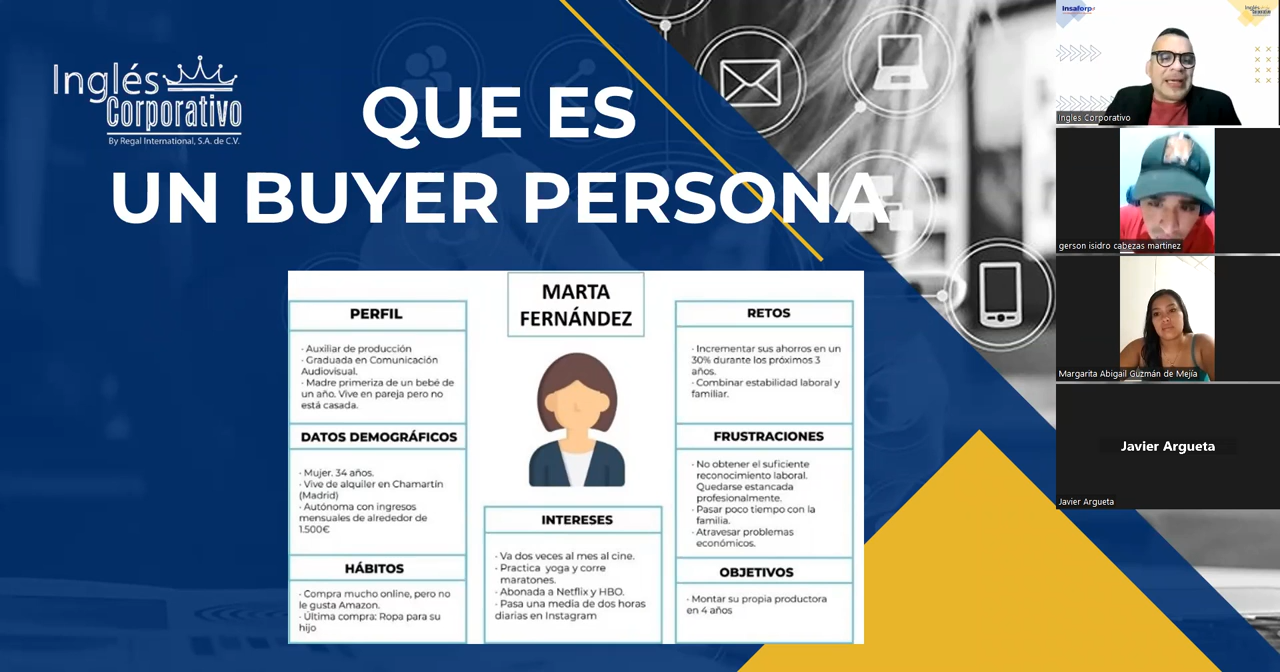 Inglés
Corporativo
By Regal International, S.A. de C.V.
QUE ES
UN BUYER PERSONA
MARTA
FERNÁNDEZ
PERFIL
· Auxiliar de producción
· Graduada en Comunicación
Audiovisual.
· Madre primeriza de un bebé de
un año. Vive en pareja pero no
está casada.
DATOS DEMOGRÁFICOS
· Mujer. 34 años.
· Vive de alquiler en Chamartín
(Madrid)
· Autónoma con ingresos
mensuales de alrededor de
1.500€
HÁBITOS
· Compra mucho online, pero no
le gusta Amazon.
· Última compra: Ropa para su
hijo
INTERESES
· Va dos veces al mes al cine.
· Practica yoga y corre
maratones.
· Abonada a Netflix y HBO.
· Pasa una media de dos horas
diarias en Instagram
RETOS
· Incrementar sus ahorros en un
30% durante los próximos 3
años.
· Combinar estabilidad laboral y
familiar.
FRUSTRACIONES
· No obtener el suficiente
reconocimiento laboral.
Quedarse estancada
profesionalmente.
· Pasar poco tiempo con la
familia.
· Atravesar problemas
económicos.
OBJETIVOS
· Montar su propia productora
en 4 años
Insaforp
Ingles Corporativo
gerson isidro cabezas martinez
Margarita Abigail Guzmán de Mejía
Javier Argueta
Javier Argueta